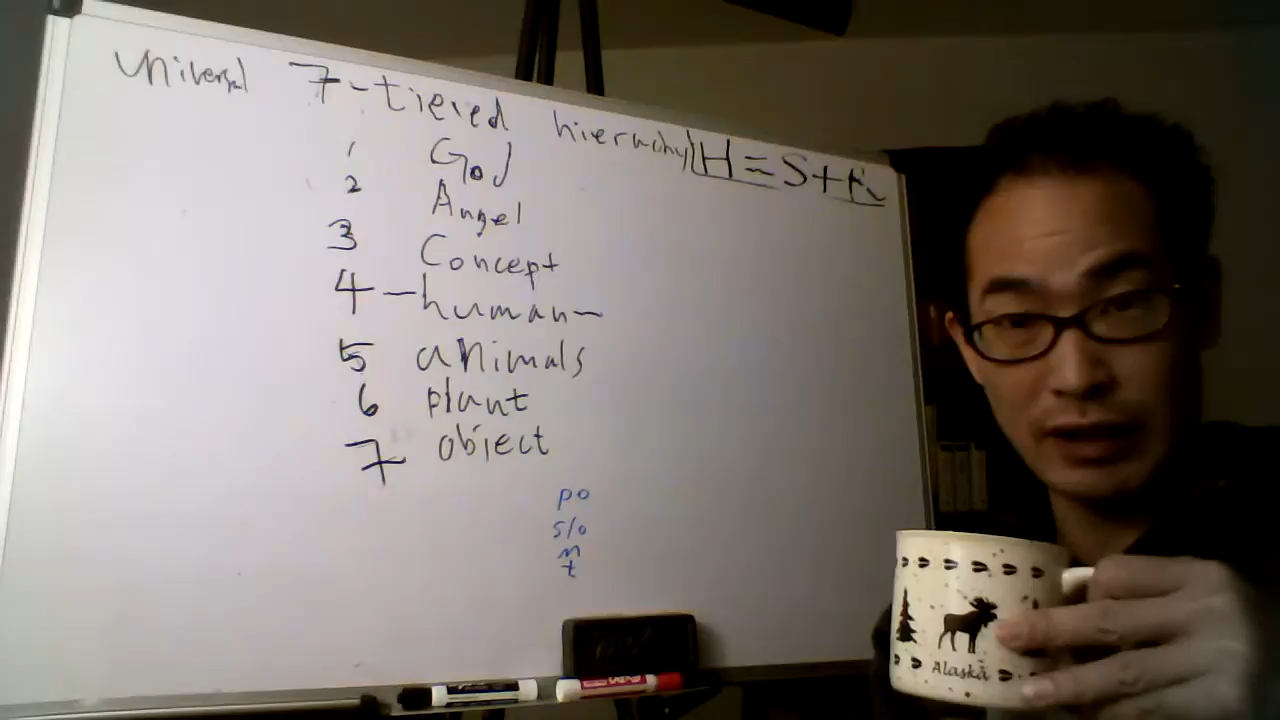 Universal 7-tiered hierarchy H = S + R
1 God
2 Angel
3 Concept
4 - human -
5 animals
6 plant
7 object
po
s/o
m
t
Alaska